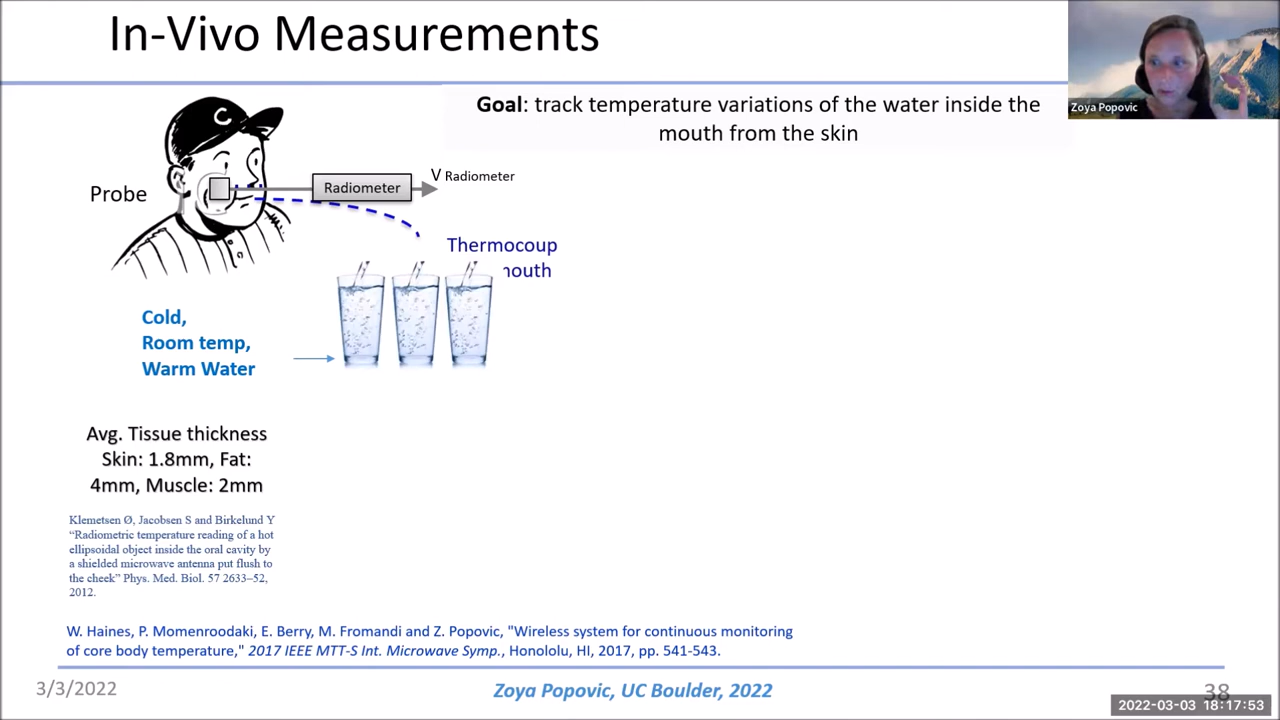 In-Vivo Measurements
Zoya Popovic
Goal: track temperature variations of the water inside the
mouth from the skin
C
Probe
Radiometer
V Radiometer
Thermocoup
mouth
Cold,
Room temp,
Warm Water
Avg. Tissue thickness
Skin: 1.8mm, Fat:
4mm, Muscle: 2mm
Klemetsen Ø, Jacobsen S and Birkelund Y
“Radiometric temperature reading of a hot
ellipsoidal object inside the oral cavity by
a shielded microwave antenna put flush to
the cheek” Phys. Med. Biol. 57 2633–52,
2012.
W. Haines, P. Momenroodaki, E. Berry, M. Fromandi and Z. Popovic, "Wireless system for continuous monitoring
of core body temperature," 2017 IEEE MTT-S Int. Microwave Symp., Honololu, HI, 2017, pp. 541-543.
3/3/2022
Zoya Popovic, UC Boulder, 2022
38
2022-03-03 18:17:53